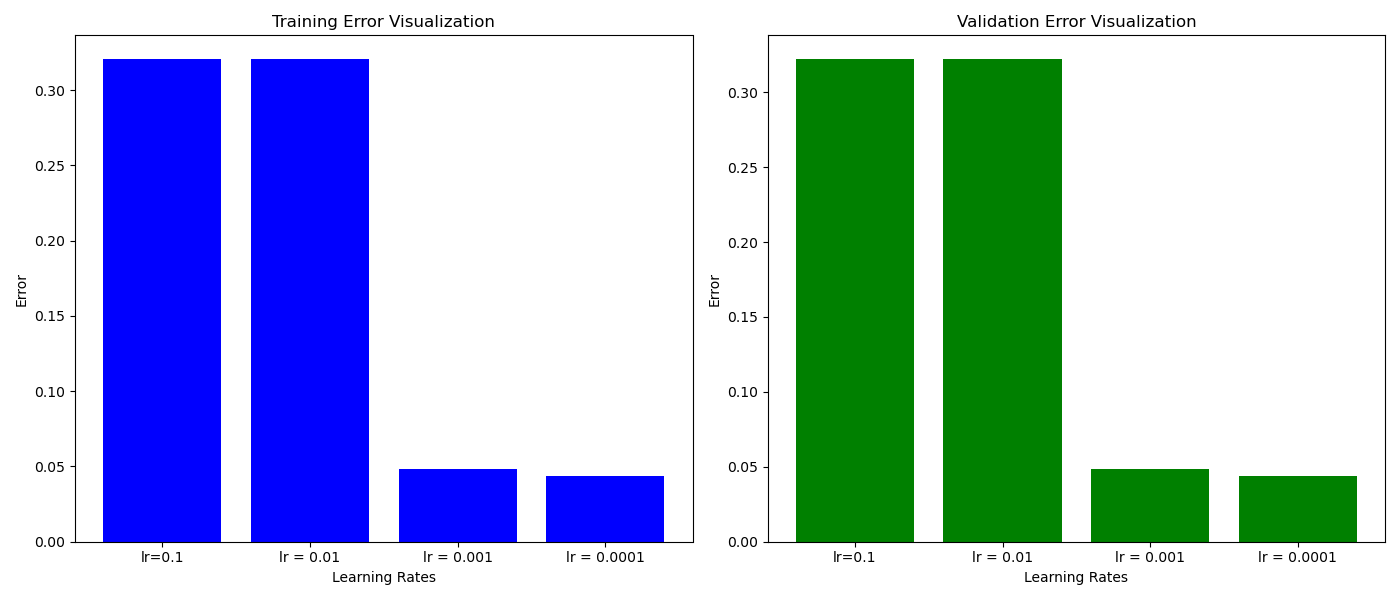 Training Error Visualization
Error
0.30
0.25
0.20
0.15
0.10
0.05
0.00
lr=0.1
lr = 0.01
lr = 0.001
lr = 0.0001
Learning Rates
Validation Error Visualization
Error
0.30
0.25
0.20
0.15
0.10
0.05
0.00
lr=0.1
lr = 0.01
lr = 0.001
lr = 0.0001
Learning Rates